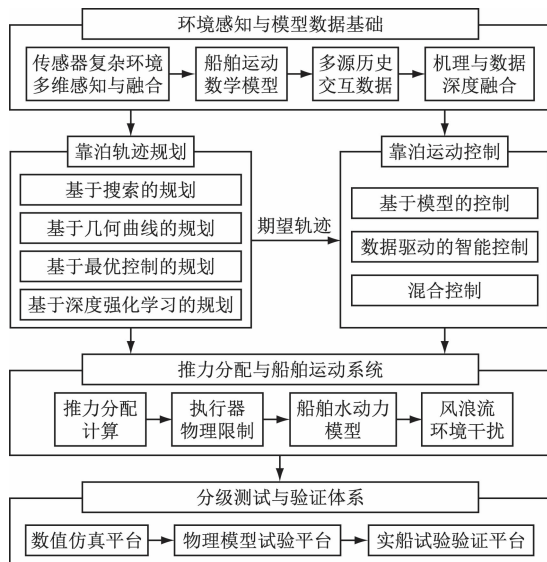 环境感知与模型数据基础
传感器复杂环境
多维感知与融合
船舶运动
数学模型
多源历史
交互数据
机理与数据
深度融合
靠泊轨迹规划
基于搜索的规划
基于几何曲线的规划
基于最优控制的规划
基于深度强化学习的规划
期望轨迹
靠泊运动控制
基于模型的控制
数据驱动的智能控制
混合控制
推力分配与船舶运动系统
推力分配
计算
执行器
物理限制
船舶水动力
模型
风浪流
环境干扰
分级测试与验证体系
数值仿真平台
物理模型试验平台
实船试验验证平台